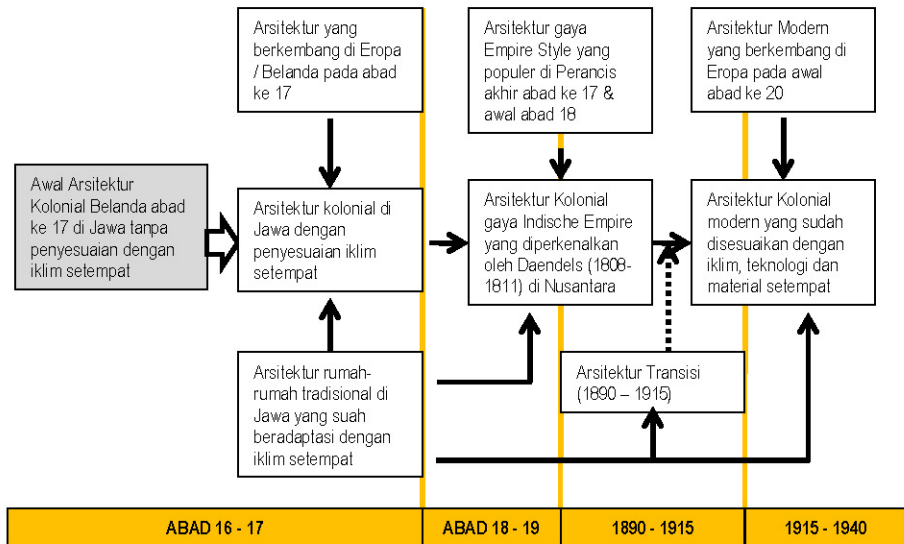 Arsitektur yang
berkembang di Eropa
/ Belanda pada abad
ke 17
Arsitektur gaya
Empire Style yang
populer di Perancis
akhir abad ke 17 &
awal abad 18
Arsitektur Modern
yang berkembang di
Eropa pada awal
abad ke 20
Awal Arsitektur
Kolonial Belanda abad
ke 17 di Jawa tanpa
penyesuaian dengan
iklim setempat
Arsitektur kolonial di
Jawa dengan
penyesuaian iklim
setempat
Arsitektur Kolonial
gaya Indische Empire
yang diperkenalkan
oleh Daendels (1808-
1811) di Nusantara
Arsitektur Kolonial
modern yang sudah
disesuaikan dengan
iklim, teknologi dan
material setempat
Arsitektur rumah-
rumah tradisional di
Jawa yang suah
beradaptasi dengan
iklim setempat
Arsitektur Transisi
(1890 – 1915)
ABAD 16 - 17
ABAD 18 - 19
1890 - 1915
1915 - 1940